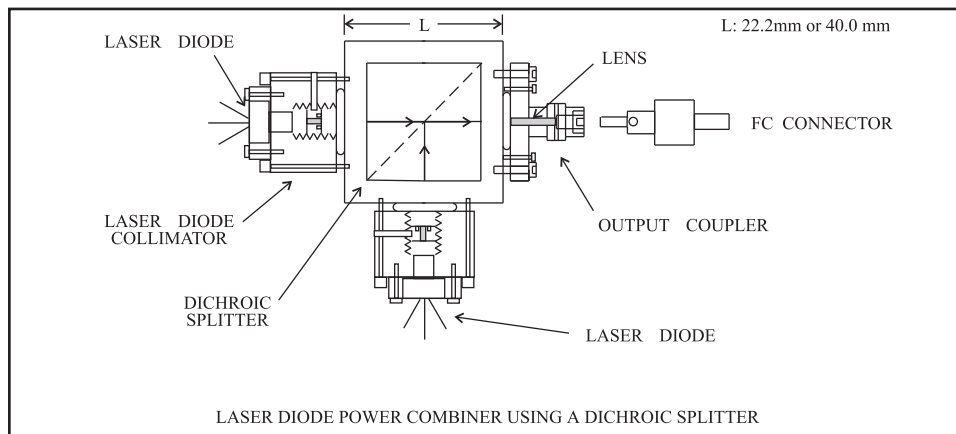 L
L: 22.2mm or 40.0 mm
LASER DIODE
LENS
FC CONNECTOR
LASER DIODE
COLLIMATOR
OUTPUT COUPLER
DICHROIC
SPLITTER
LASER DIODE
LASER DIODE POWER COMBINER USING A DICHROIC SPLITTER